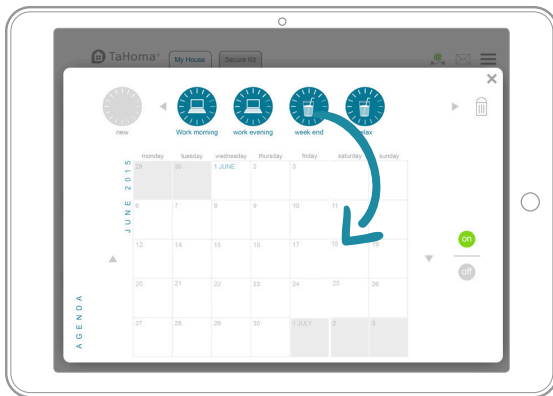 TaHoma®
My House
Secure Kit
new
Work morning
work evening
week end
elax
JUNE 2015
monday
tuesday
wednesday
thursday
friday
saturday
sunday
29 30 1 JUNE 2 3
6 7 8 9 10 11
13 14 15 16 17 18 19
20 21 22 23 24 25 26
27 28 29 30 1 JULY 2 3
on
off
AGENDA